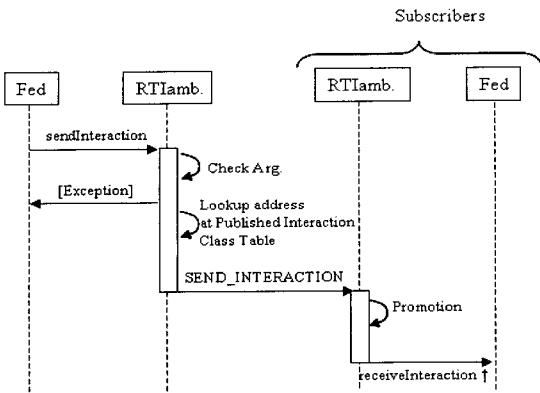 Subscribers
Fed
RTIamb.
RTIamb.
Fed
sendInteraction
Check Arg.
[Exception]
Lookup address
at Published Interaction
Class Table
SEND_INTERACTION
Promotion
receiveInteraction †